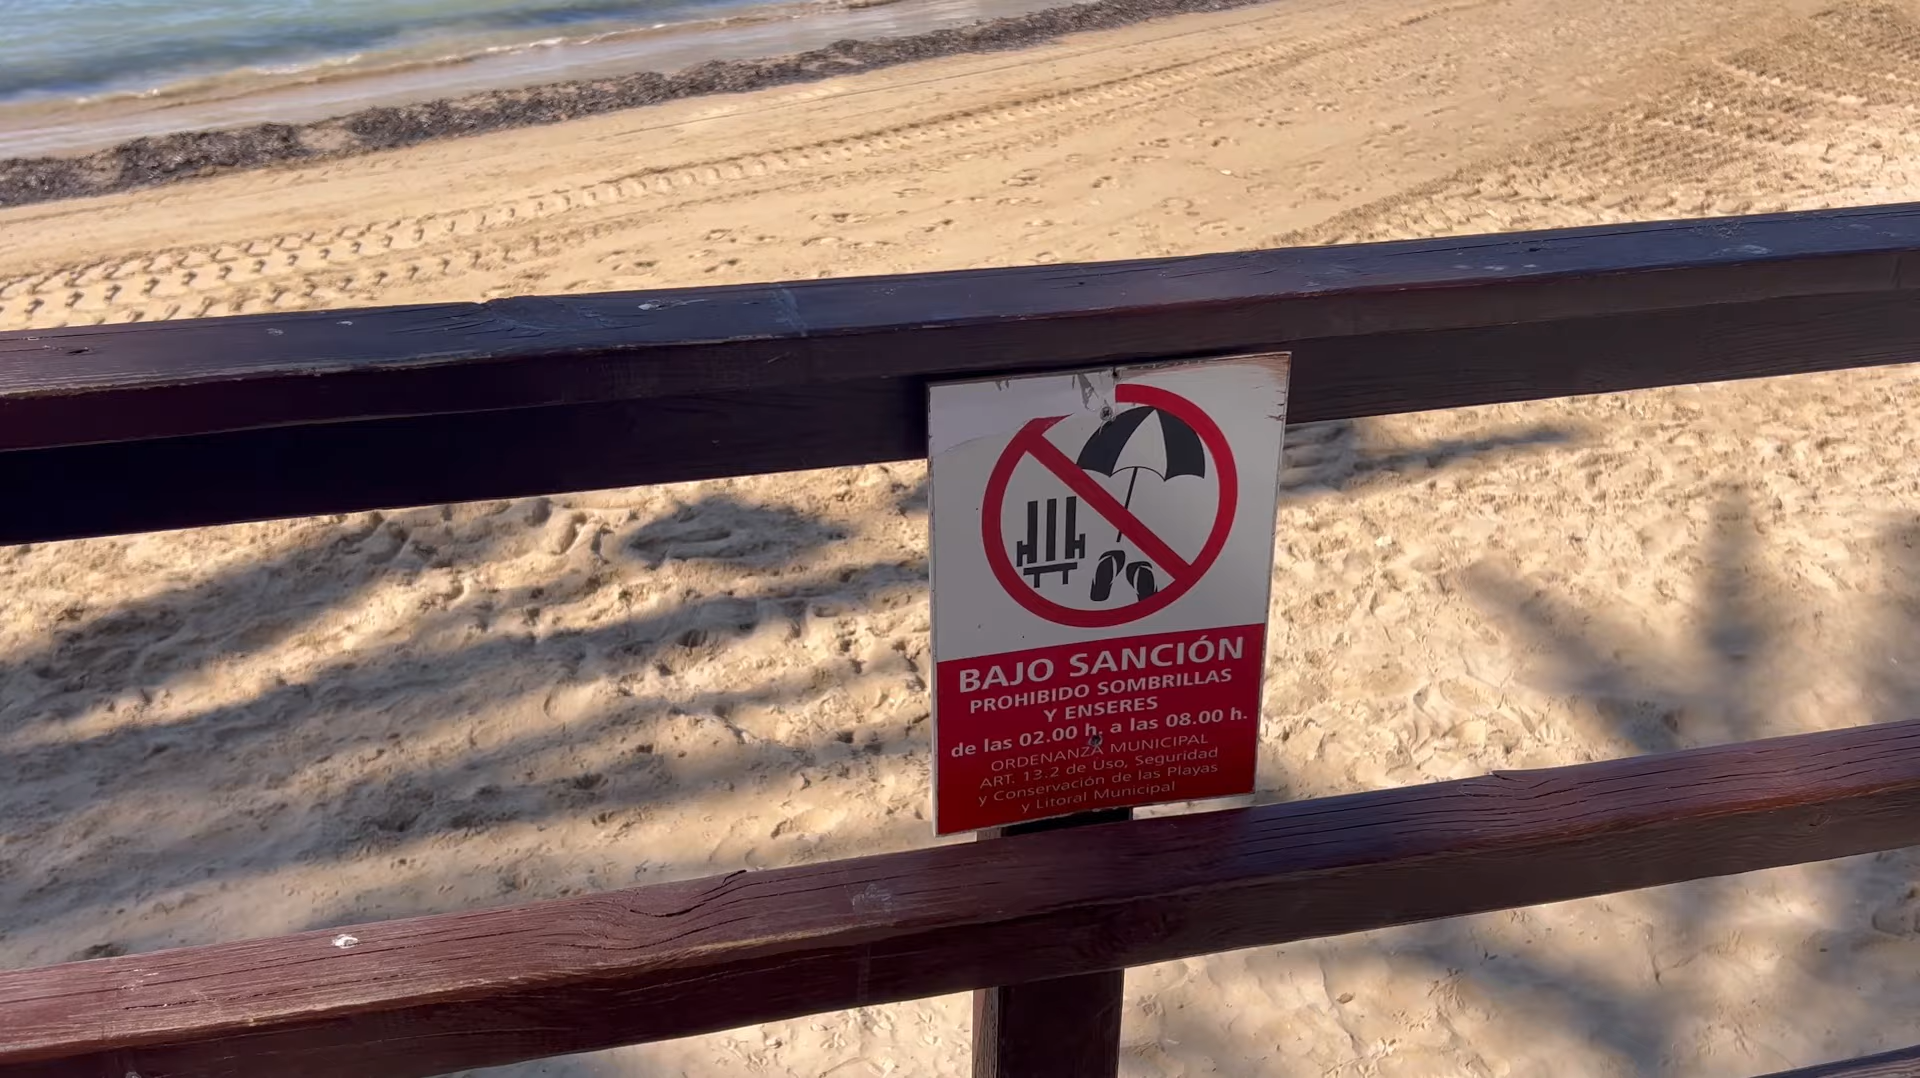 BAJO SANCIÓN
PROHIBIDO SOMBRILLAS
Y ENSERES
de las 02.00 h. a las 08.00 h.
ORDENANZA MUNICIPAL
ART. 13.2 de Uso, Seguridad
y Conservación de las Playas
y Litoral Municipal